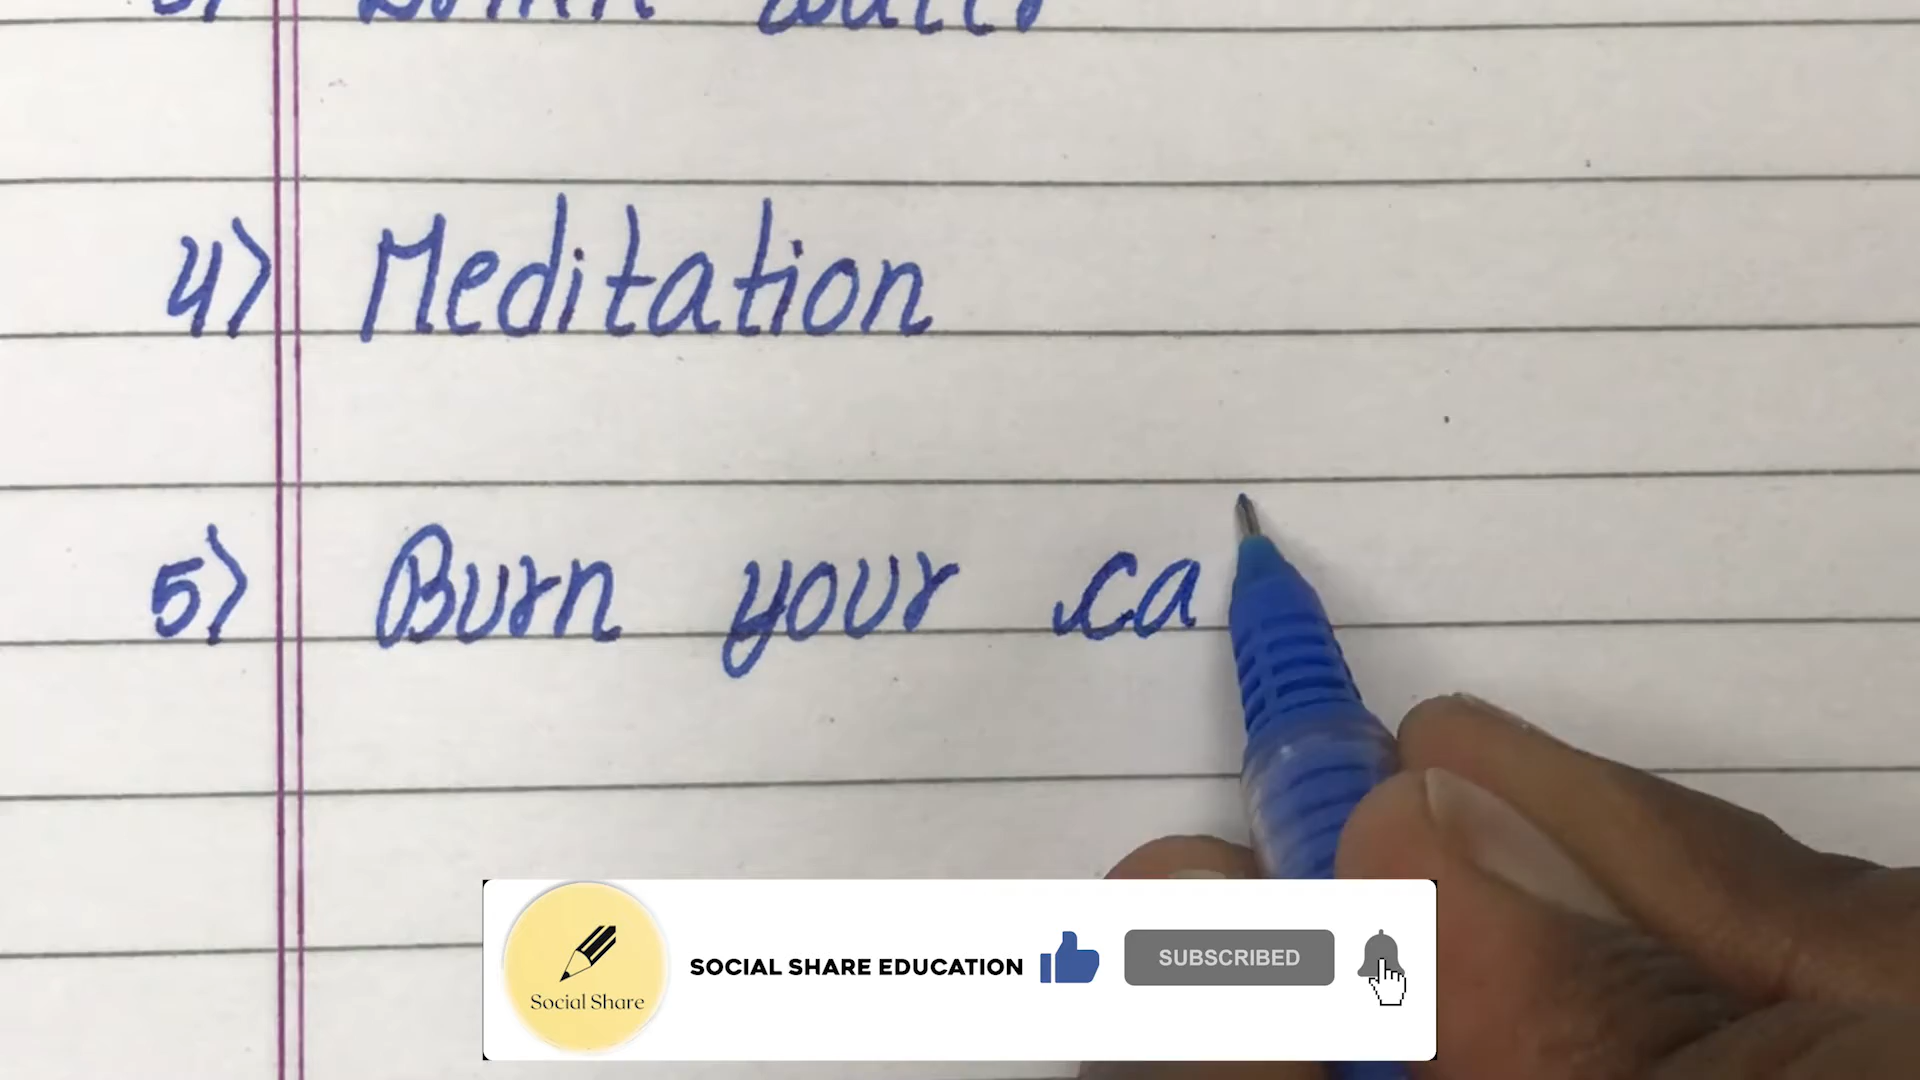 4) Meditation
5) Burn your ca
SOCIAL SHARE EDUCATION
SUBSCRIBED
Social Share